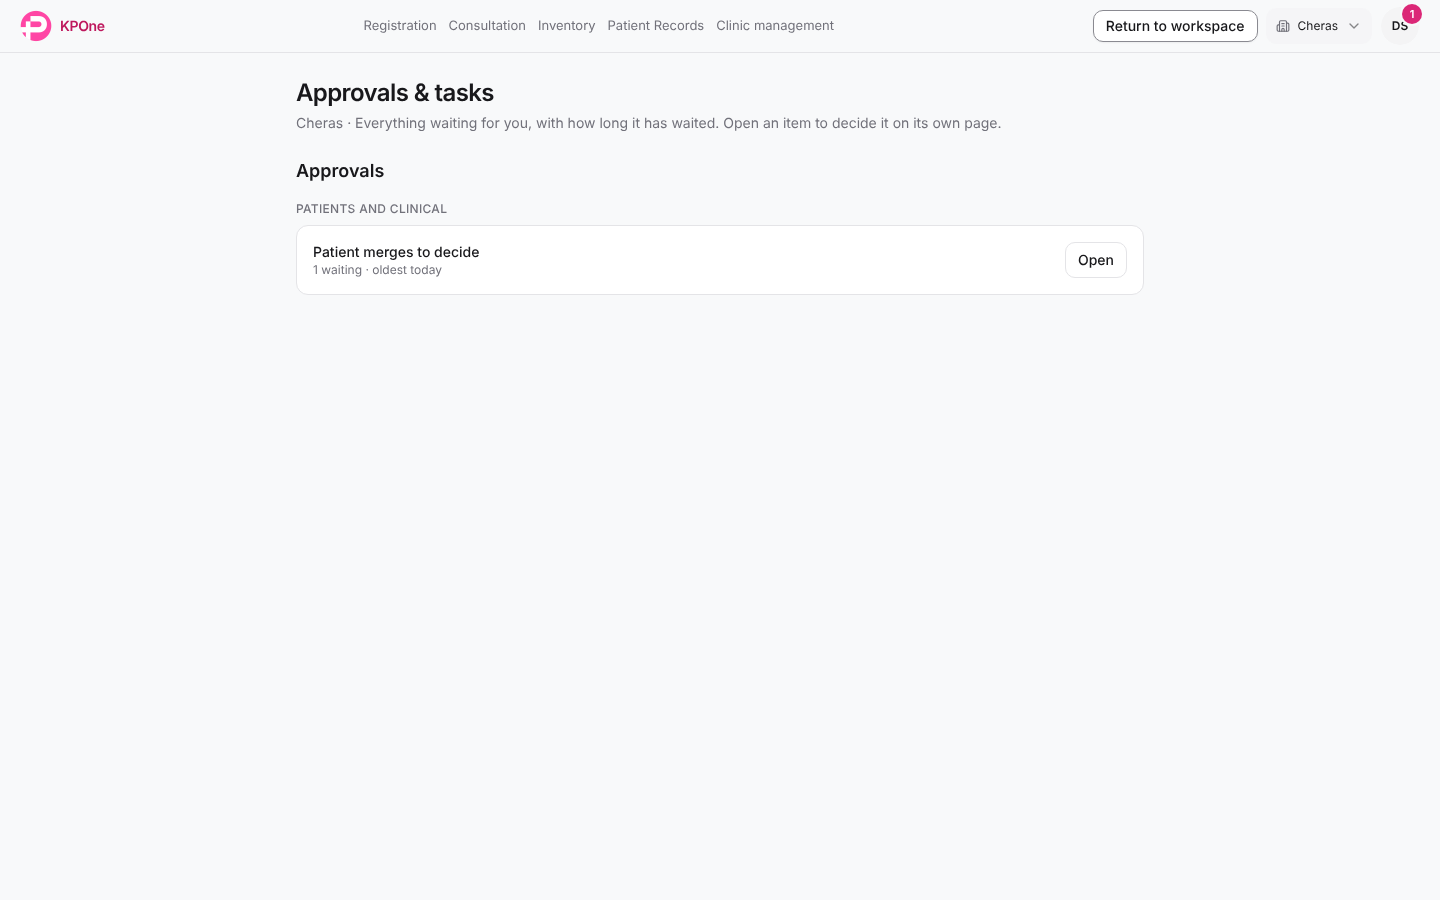 KPOne
Registration Consultation Inventory Patient Records Clinic management
Return to workspace
Cheras
DS
1
Approvals & tasks
Cheras · Everything waiting for you, with how long it has waited. Open an item to decide it on its own page.
Approvals
PATIENTS AND CLINICAL
Patient merges to decide
1 waiting · oldest today
Open